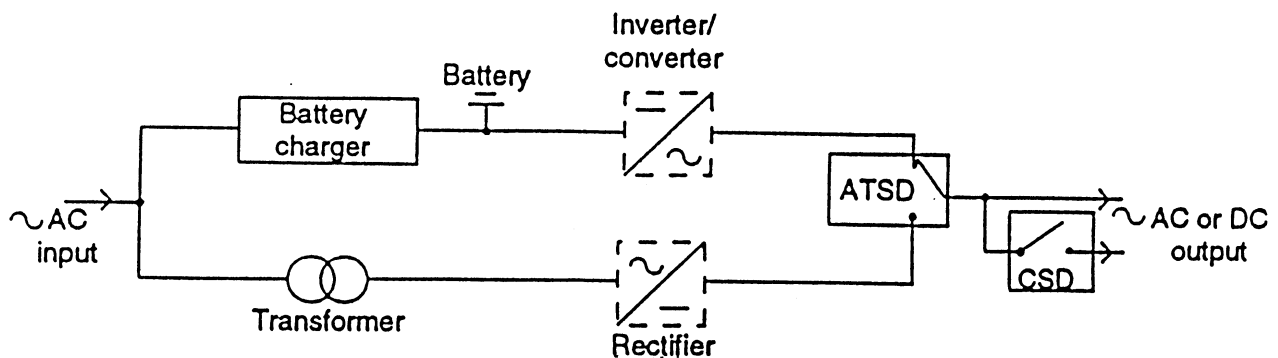 Inverter/
converter
Battery
Battery
charger
ATSD
∼ AC
input
∼ AC or DC
output
CSD
Transformer
Rectifier